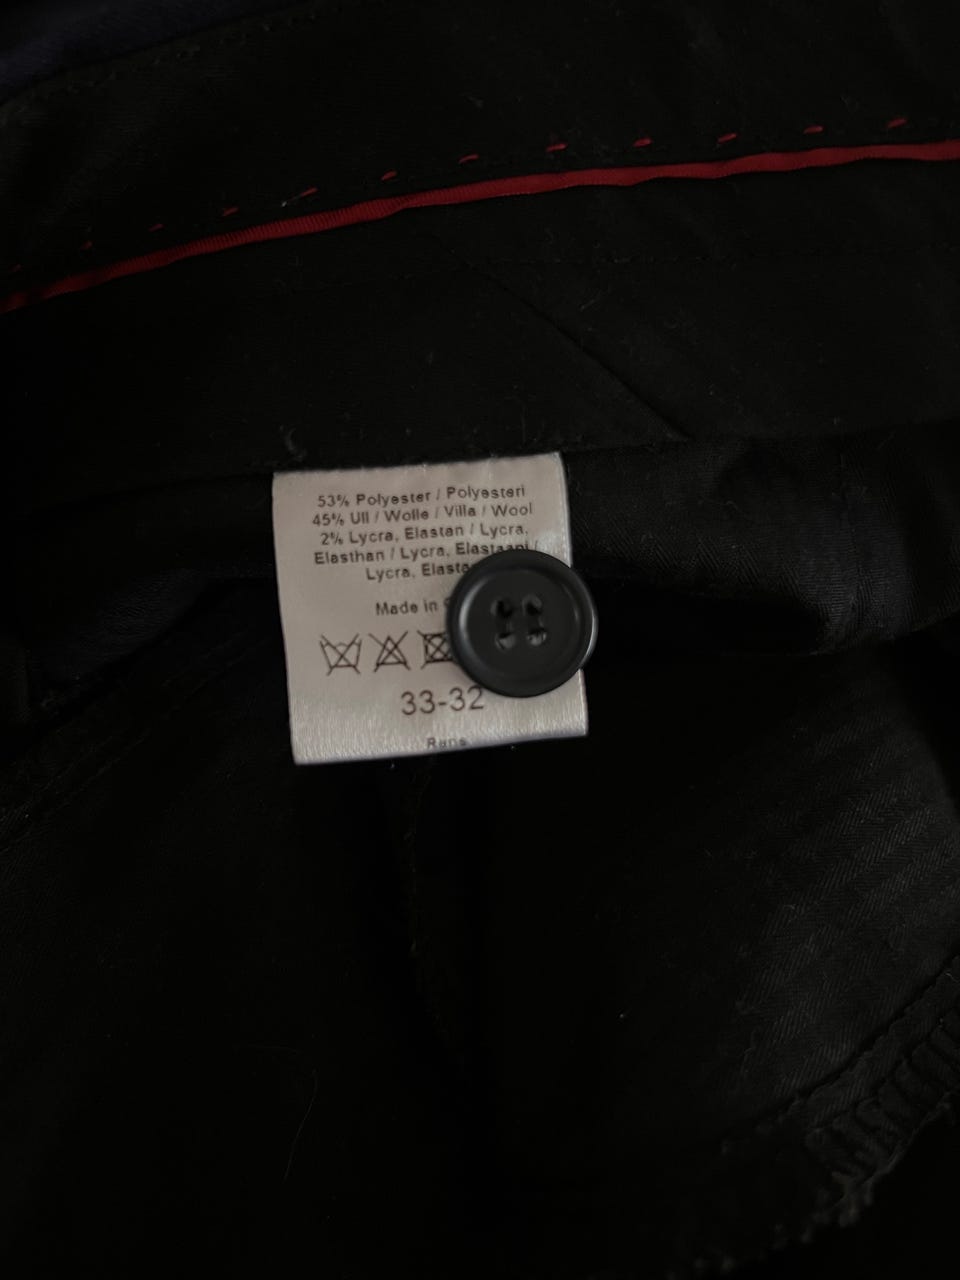 53% Polyester / Polyesteri
45% Ull / Wolle / Villa / Wool
2% Lycra, Elastan / Lycra,
Elasthan / Lycra, Elastaani /
Lycra,
Made in
33-32